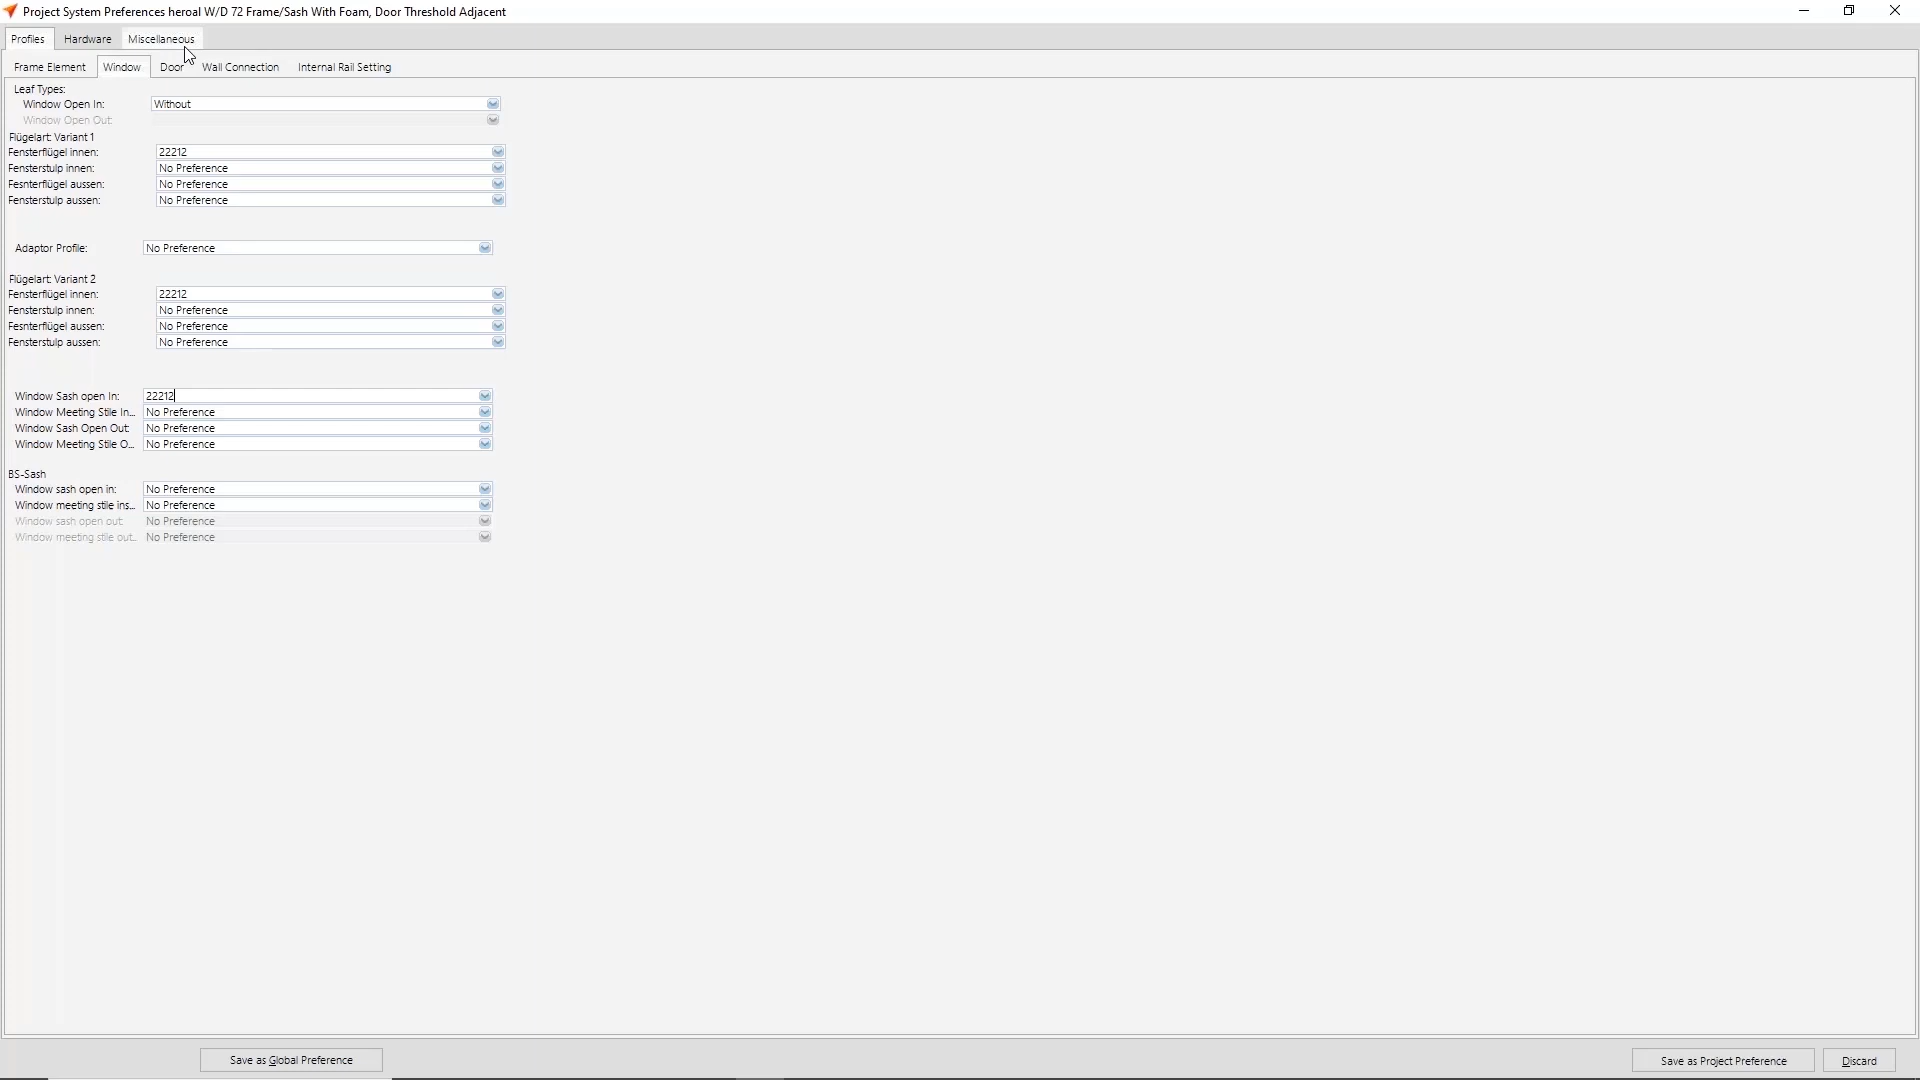 Project System Preferences heroal W/D 72 Frame/Sash With Foam, Door Threshold Adjacent
Profiles Hardware Miscellaneous
Frame Element Window Door Wall Connection Internal Rail Setting
Leaf Types:
Window Open In: Without
Window Open Out:
Flügelart: Variant 1
Fensterflügel innen: 22212
Fensterstulp innen: No Preference
Fesnterflügel aussen: No Preference
Fensterstulp aussen: No Preference
Adaptor Profile: No Preference
Flügelart: Variant 2
Fensterflügel innen: 22212
Fensterstulp innen: No Preference
Fesnterflügel aussen: No Preference
Fensterstulp aussen: No Preference
Window Sash open In: 22212
Window Meeting Stile In... No Preference
Window Sash Open Out: No Preference
Window Meeting Stile O... No Preference
BS-Sash
Window sash open in: No Preference
Window meeting stile ins... No Preference
Window sash open out: No Preference
Window meeting stile out... No Preference
Save as Global Preference Save as Project Preference Discard